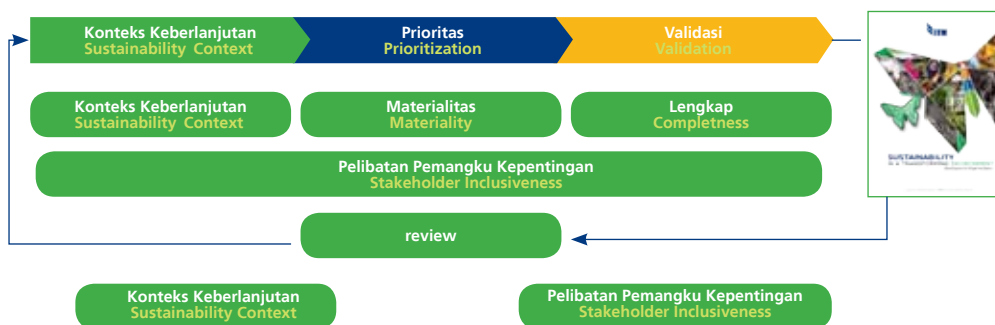 Konteks Keberlanjutan
Sustainability Context
Prioritas
Prioritization
Validasi
Validation
Konteks Keberlanjutan
Sustainability Context
Materialitas
Materiality
Lengkap
Completness
SUSTAINABILITY
Pelibatan Pemangku Kepentingan
Stakeholder Inclusiveness
review
Konteks Keberlanjutan
Sustainability Context
Pelibatan Pemangku Kepentingan
Stakeholder Inclusiveness